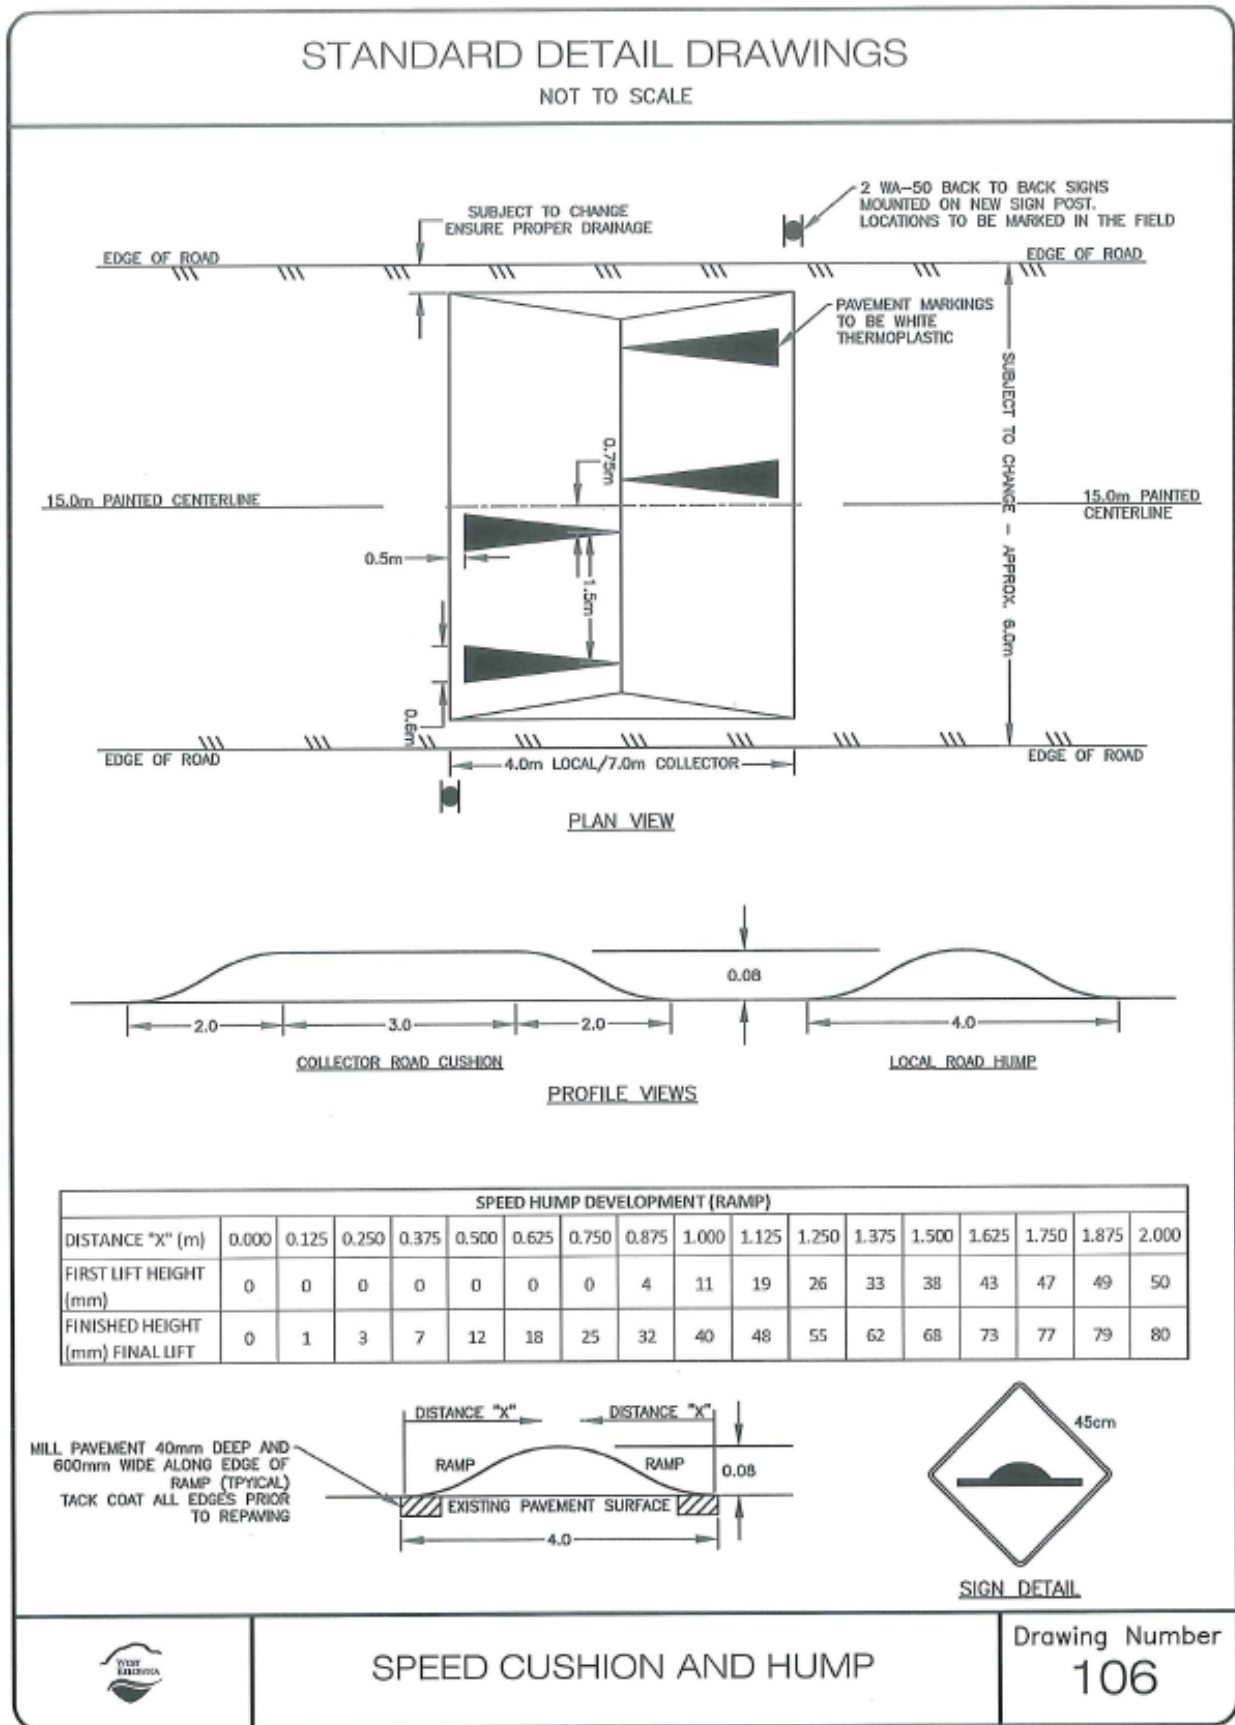 STANDARD DETAIL DRAWINGS
NOT TO SCALE
2 WA-50 BACK TO BACK SIGNS
MOUNTED ON NEW SIGN POST.
LOCATIONS TO BE MARKED IN THE FIELD
SUBJECT TO CHANGE
ENSURE PROPER DRAINAGE
EDGE OF ROAD
EDGE OF ROAD
PAVEMENT MARKINGS
TO BE WHITE
THERMOPLASTIC
SUBJECT TO CHANGE - APPROX. 6.0m
0.75m
15.0m PAINTED CENTERLINE
15.0m PAINTED
CENTERLINE
0.5m
1.5m
0.6m
EDGE OF ROAD
4.0m LOCAL/7.0m COLLECTOR
EDGE OF ROAD
PLAN VIEW
0.08
2.0
3.0
2.0
4.0
COLLECTOR ROAD CUSHION
LOCAL ROAD HUMP
PROFILE VIEWS
SPEED HUMP DEVELOPMENT (RAMP)
DISTANCE "X" (m) 0.000 0.125 0.250 0.375 0.500 0.625 0.750 0.875 1.000 1.125 1.250 1.375 1.500 1.625 1.750 1.875 2.000
FIRST LIFT HEIGHT
(mm) 0 0 0 0 0 0 0 4 11 19 26 33 38 43 47 49 50
FINISHED HEIGHT
(mm) FINAL LIFT 0 1 3 7 12 18 25 32 40 48 55 62 68 73 77 79 80
DISTANCE "X"
DISTANCE "X"
MILL PAVEMENT 40mm DEEP AND
600mm WIDE ALONG EDGE OF
RAMP (TPYICAL)
TACK COAT ALL EDGES PRIOR
TO REPAVING
RAMP
RAMP
0.08
EXISTING PAVEMENT SURFACE
4.0
45cm
SIGN DETAIL
WEST
KELOWNA
SPEED CUSHION AND HUMP
Drawing Number
106